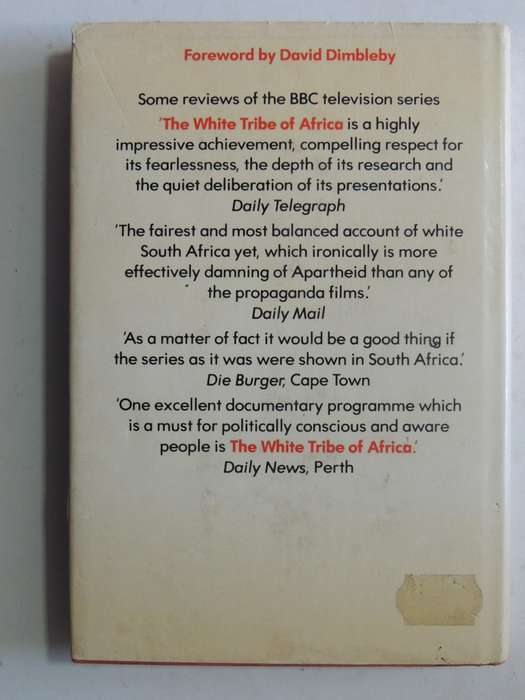 Foreword by David Dimbleby
Some reviews of the BBC television series
'The White Tribe of Africa is a highly
impressive achievement, compelling respect for
its fearlessness, the depth of its research and
the quiet deliberation of its presentations.'
Daily Telegraph
'The fairest and most balanced account of white
South Africa yet, which ironically is more
effectively damning of Apartheid than any of
the propaganda films.'
Daily Mail
'As a matter of fact it would be a good thing if
the series as it was were shown in South Africa.'
Die Burger, Cape Town
'One excellent documentary programme which
is a must for politically conscious and aware
people is The White Tribe of Africa.'
Daily News, Perth